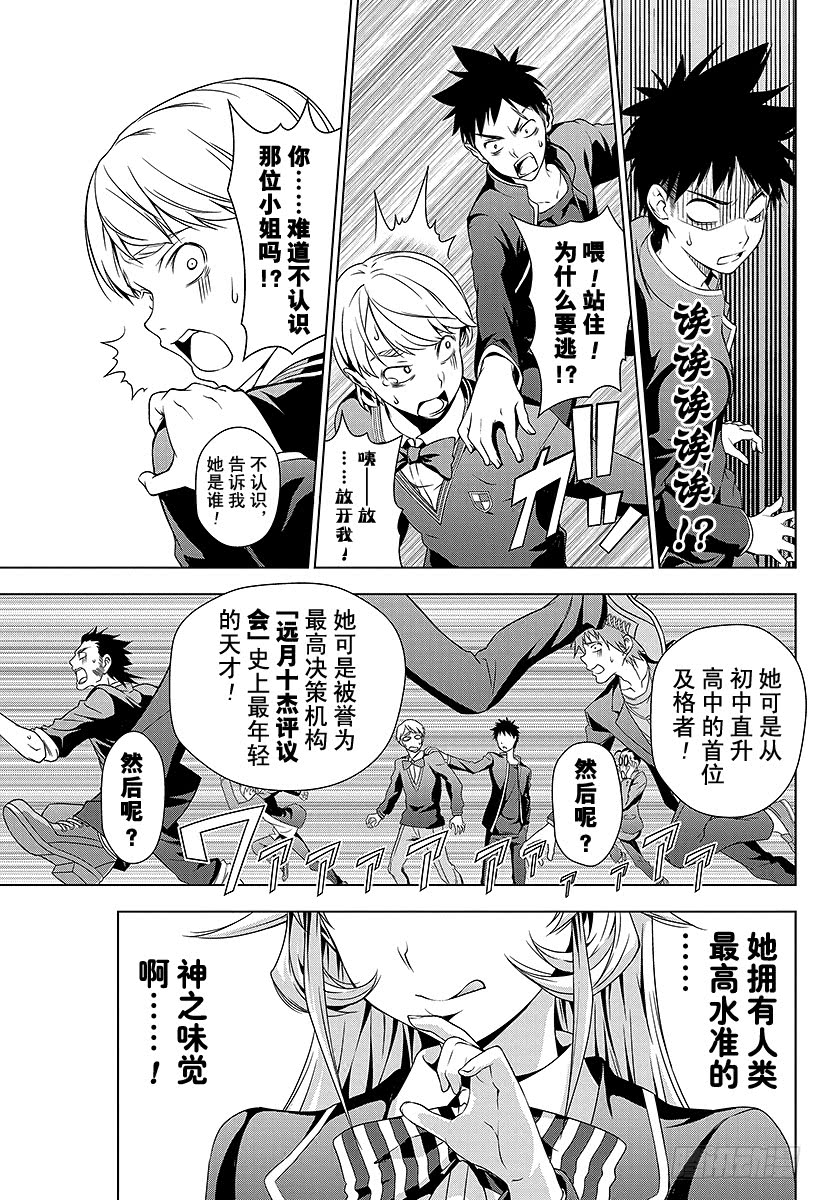 诶诶诶诶诶!?
喂！站住！
为什么要逃!?
咦——放
……放开我！
你……难道不认识
那位小姐吗!?
不认识，
告诉我
她是谁！
她可是从
初中直升
高中的首位
及格者！
然后呢？
她可是被誉为
最高决策机构
「远月十杰评议
会」史上最年轻
的天才！
然后呢？
她拥有人类
最高水准的
……
神之味觉
啊……！